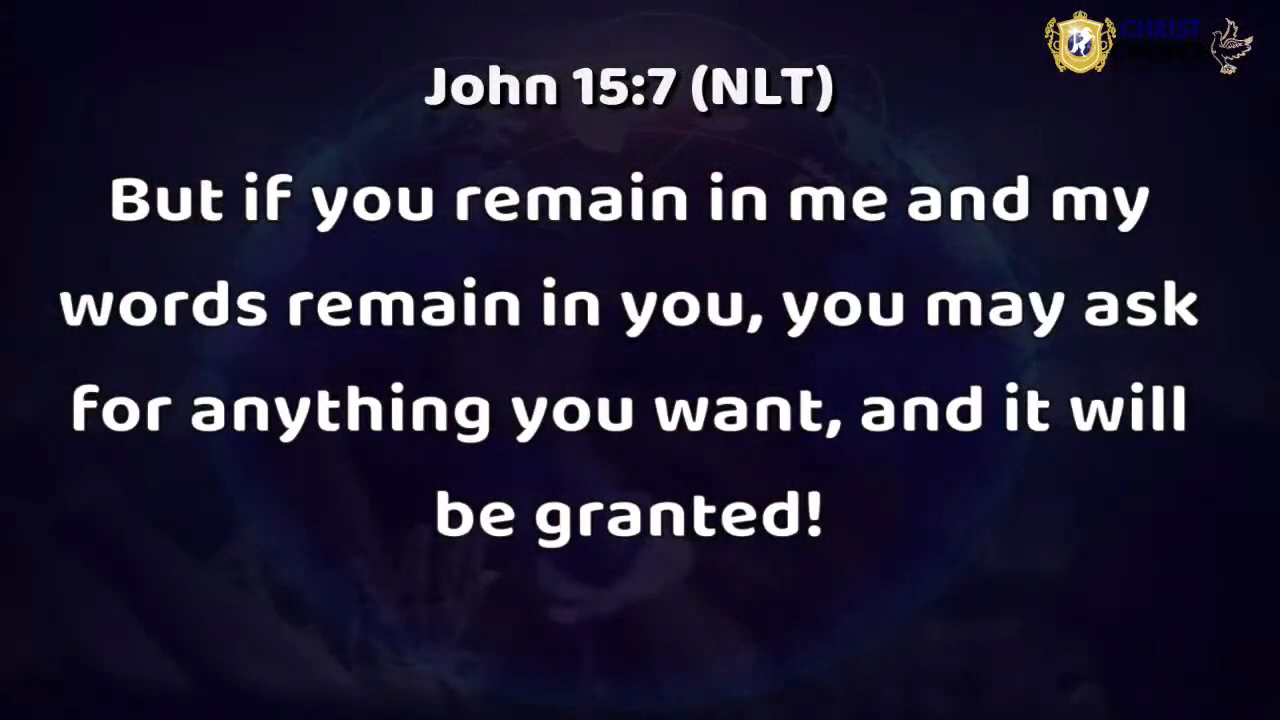 CHRIST
John 15:7 (NLT)
But if you remain in me and my
words remain in you, you may ask
for anything you want, and it will
be granted!